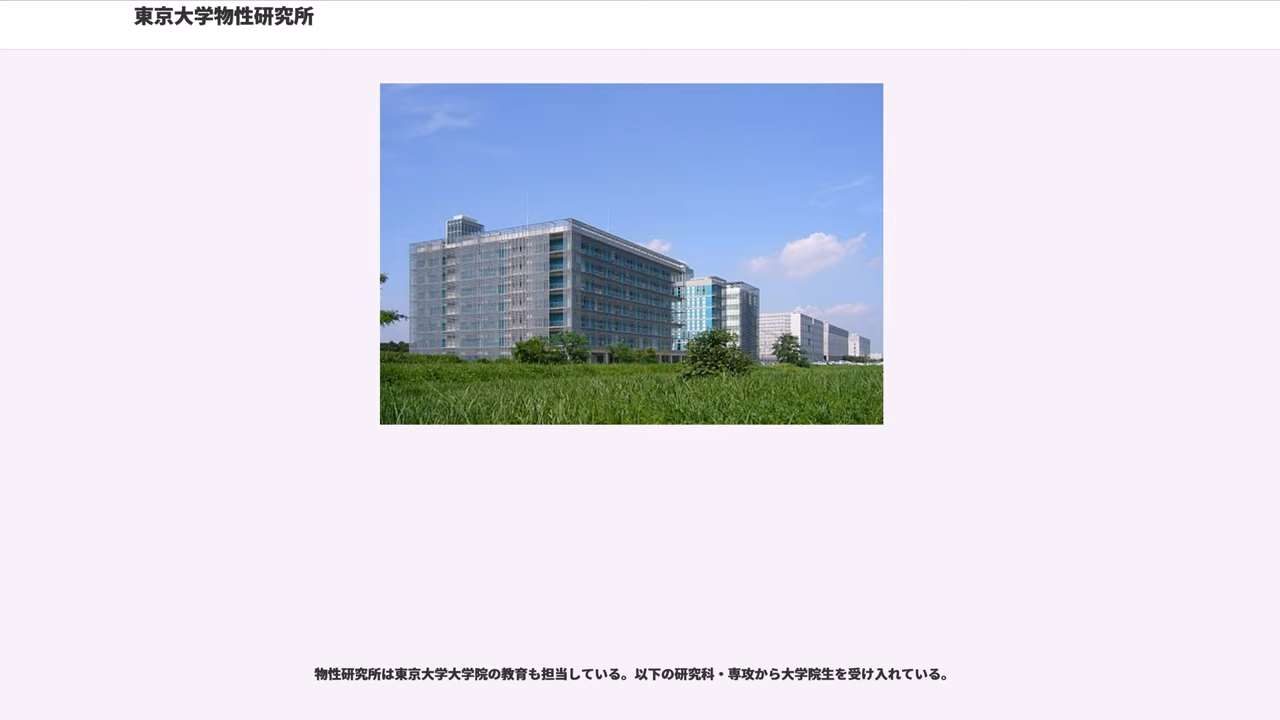 東京大学物性研究所
物性研究所は東京大学大学院の教育も担当している。以下の研究科・専攻から大学院生を受け入れている。